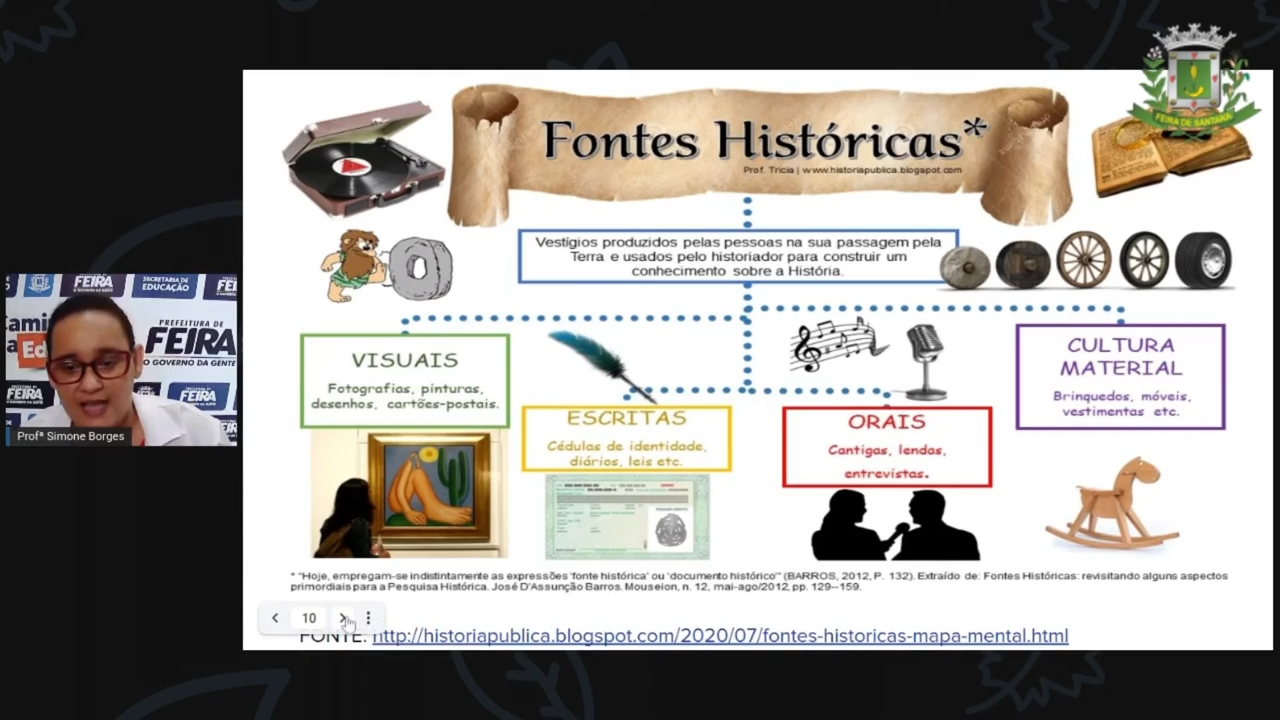 FEIRA DE SANTANA
Fontes Históricas*
Prof. Tricia | www.historiapublica.blogspot.com
Vestígios produzidos pelas pessoas na sua passagem pela
Terra e usados pelo historiador para construir um
conhecimento sobre a História.
VISUAIS
Fotografias, pinturas,
desenhos, cartões-postais.
ESCRITAS
Cédulas de identidade,
diários, leis etc.
ORAIS
Cantigas, lendas,
entrevistas.
CULTURA
MATERIAL
Brinquedos, móveis,
vestimentas etc.
* "Hoje, empregam-se indistintamente as expressões 'fonte histórica' ou 'documento histórico'" (BARROS, 2012, P. 132). Extraído de: Fontes Históricas: revisitando alguns aspectos
primordiais para a Pesquisa Histórica. José D'Assunção Barros. Mouseion, n. 12, mai-ago/2012, pp. 129--159.
10
FONTE: http://historiapublica.blogspot.com/2020/07/fontes-historicas-mapa-mental.html
FEIRA
SECRETARIA DE
EDUCAÇÃO
FEI
Cami
Ed
PREFEITURA DE
FEIRA
O GOVERNO DA GENTE
FEIRA
FEIRA
Profª Simone Borges